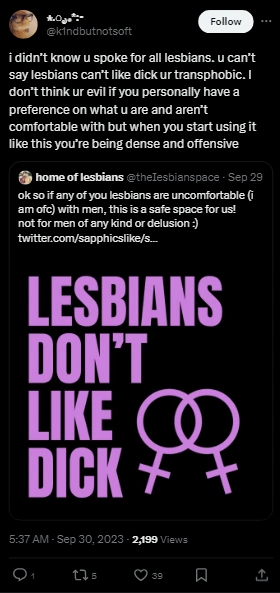 Follow
@k1ndbutnotsoft
i didn't know u spoke for all lesbians. u can't
say lesbians can't like dick ur transphobic. I
don't think ur evil if you personally have a
preference on what u are and aren't
comfortable with but when you start using it
like this you're being dense and offensive
home of lesbians @thelesbianspace · Sep 29
ok so if any of you lesbians are uncomfortable (i
am ofc) with men, this is a safe space for us!
not for men of any kind or delusion :)
twitter.com/sapphicslike/s...
LESBIANS
DON'T
LIKE
DICK
5:37 AM · Sep 30, 2023 · 2,199 Views
1
5
39